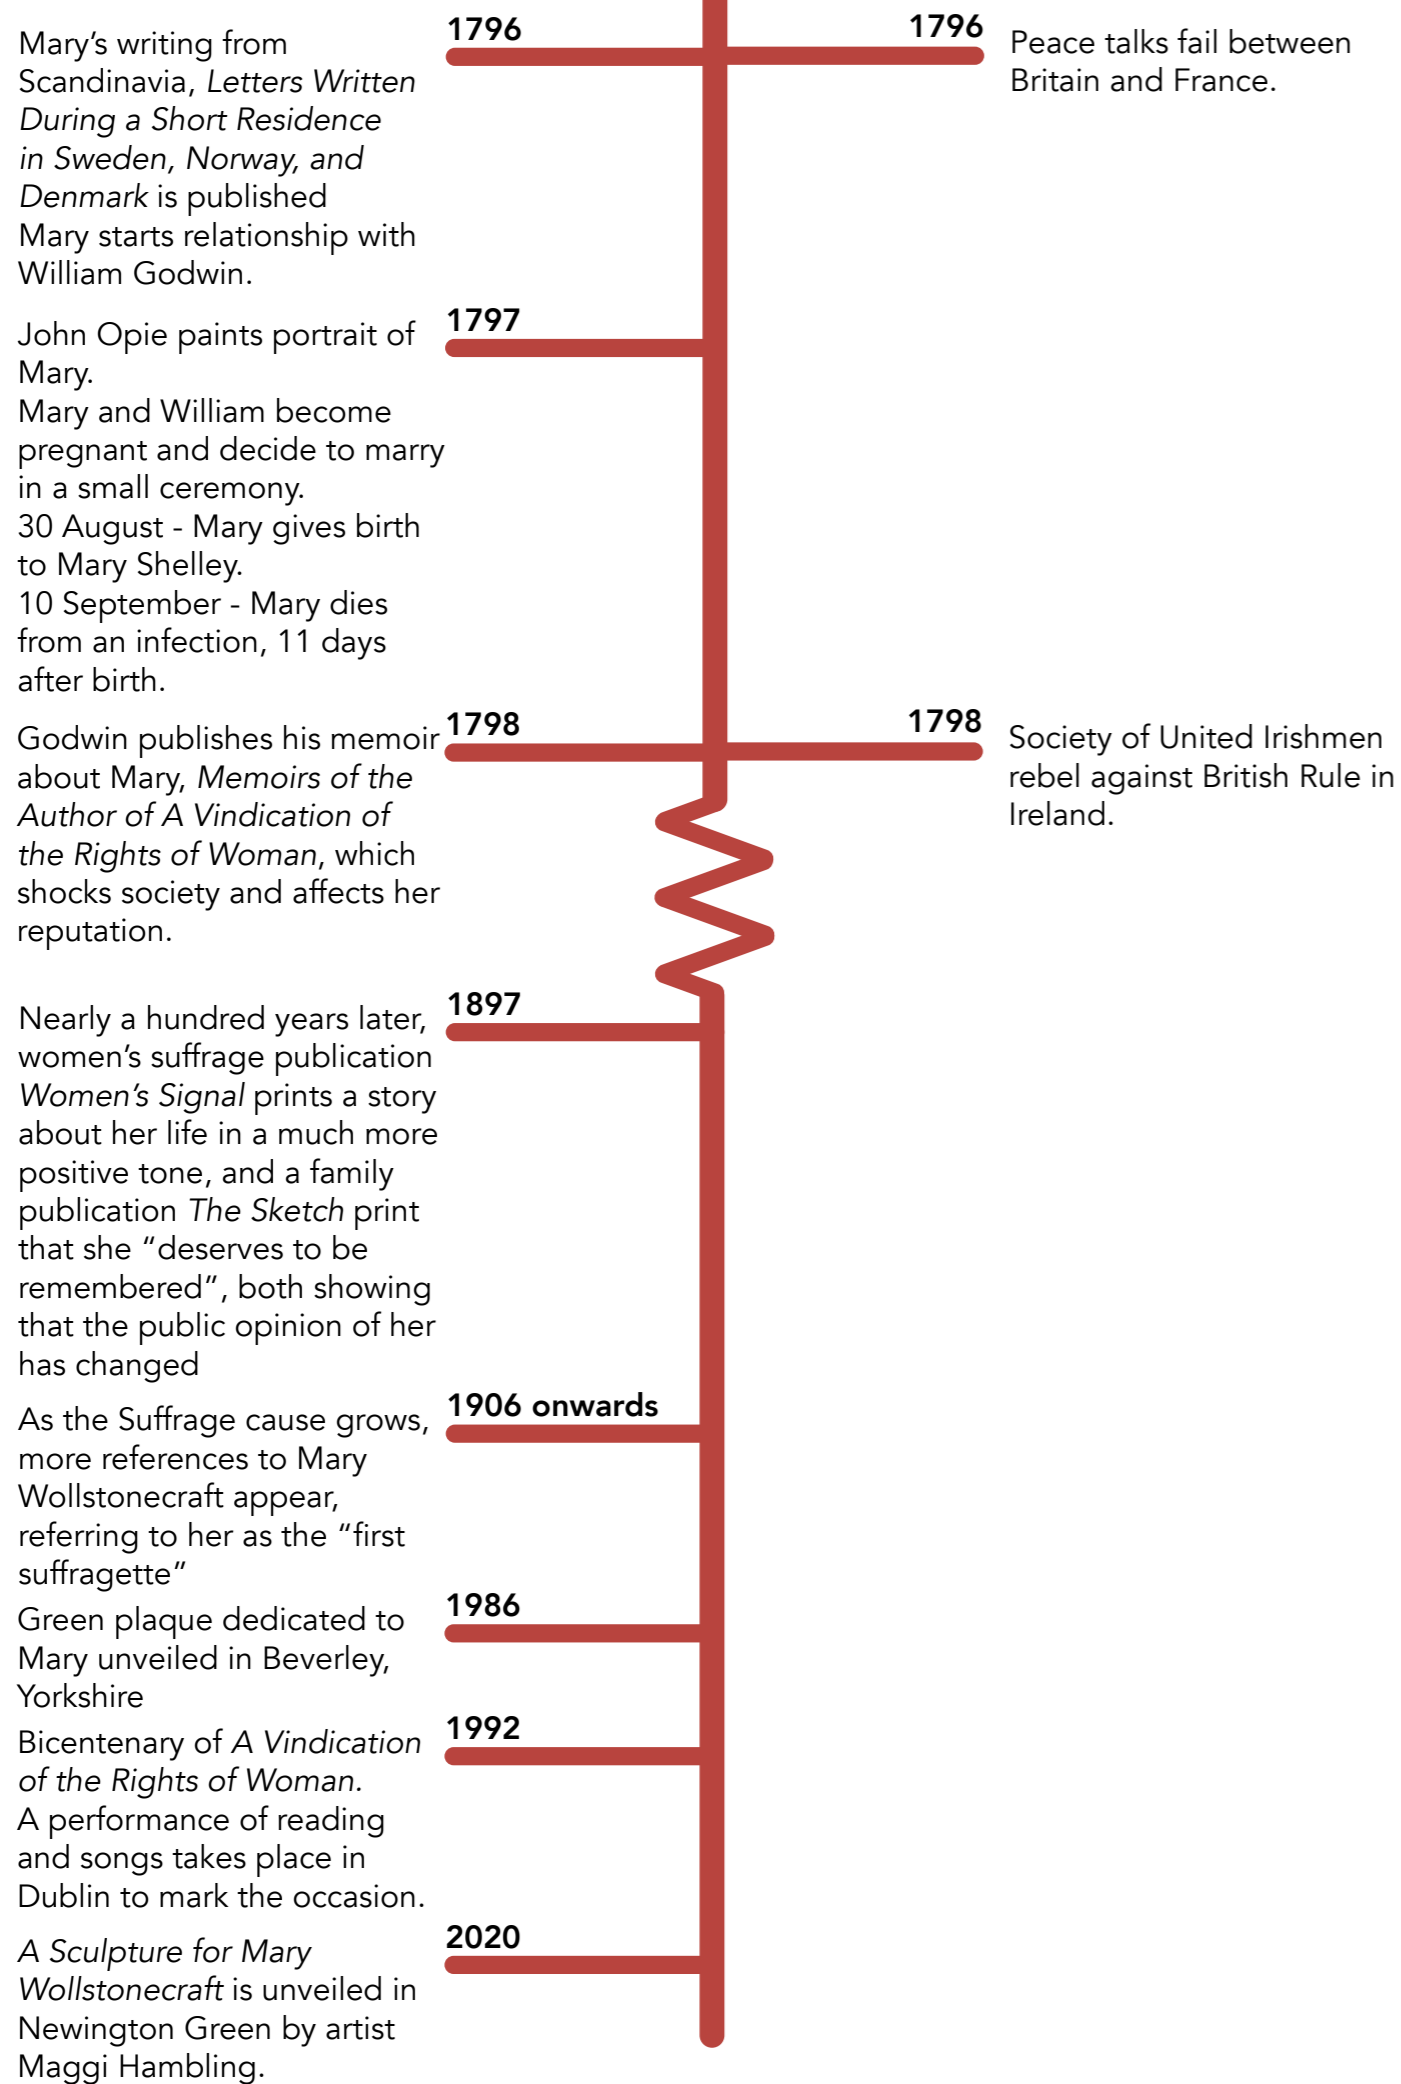 1796
Mary’s writing from
Scandinavia, Letters Written
During a Short Residence
in Sweden, Norway, and
Denmark is published
Mary starts relationship with
William Godwin.
1796
Peace talks fail between
Britain and France.
1797
John Opie paints portrait of
Mary.
Mary and William become
pregnant and decide to marry
in a small ceremony.
30 August - Mary gives birth
to Mary Shelley.
10 September - Mary dies
from an infection, 11 days
after birth.
1798
Godwin publishes his memoir
about Mary, Memoirs of the
Author of A Vindication of
the Rights of Woman, which
shocks society and affects her
reputation.
1798
Society of United Irishmen
rebel against British Rule in
Ireland.
1897
Nearly a hundred years later,
women’s suffrage publication
Women’s Signal prints a story
about her life in a much more
positive tone, and a family
publication The Sketch print
that she “deserves to be
remembered”, both showing
that the public opinion of her
has changed
1906 onwards
As the Suffrage cause grows,
more references to Mary
Wollstonecraft appear,
referring to her as the “first
suffragette”
1986
Green plaque dedicated to
Mary unveiled in Beverley,
Yorkshire
1992
Bicentenary of A Vindication
of the Rights of Woman.
A performance of reading
and songs takes place in
Dublin to mark the occasion.
2020
A Sculpture for Mary
Wollstonecraft is unveiled in
Newington Green by artist
Maggi Hambling.